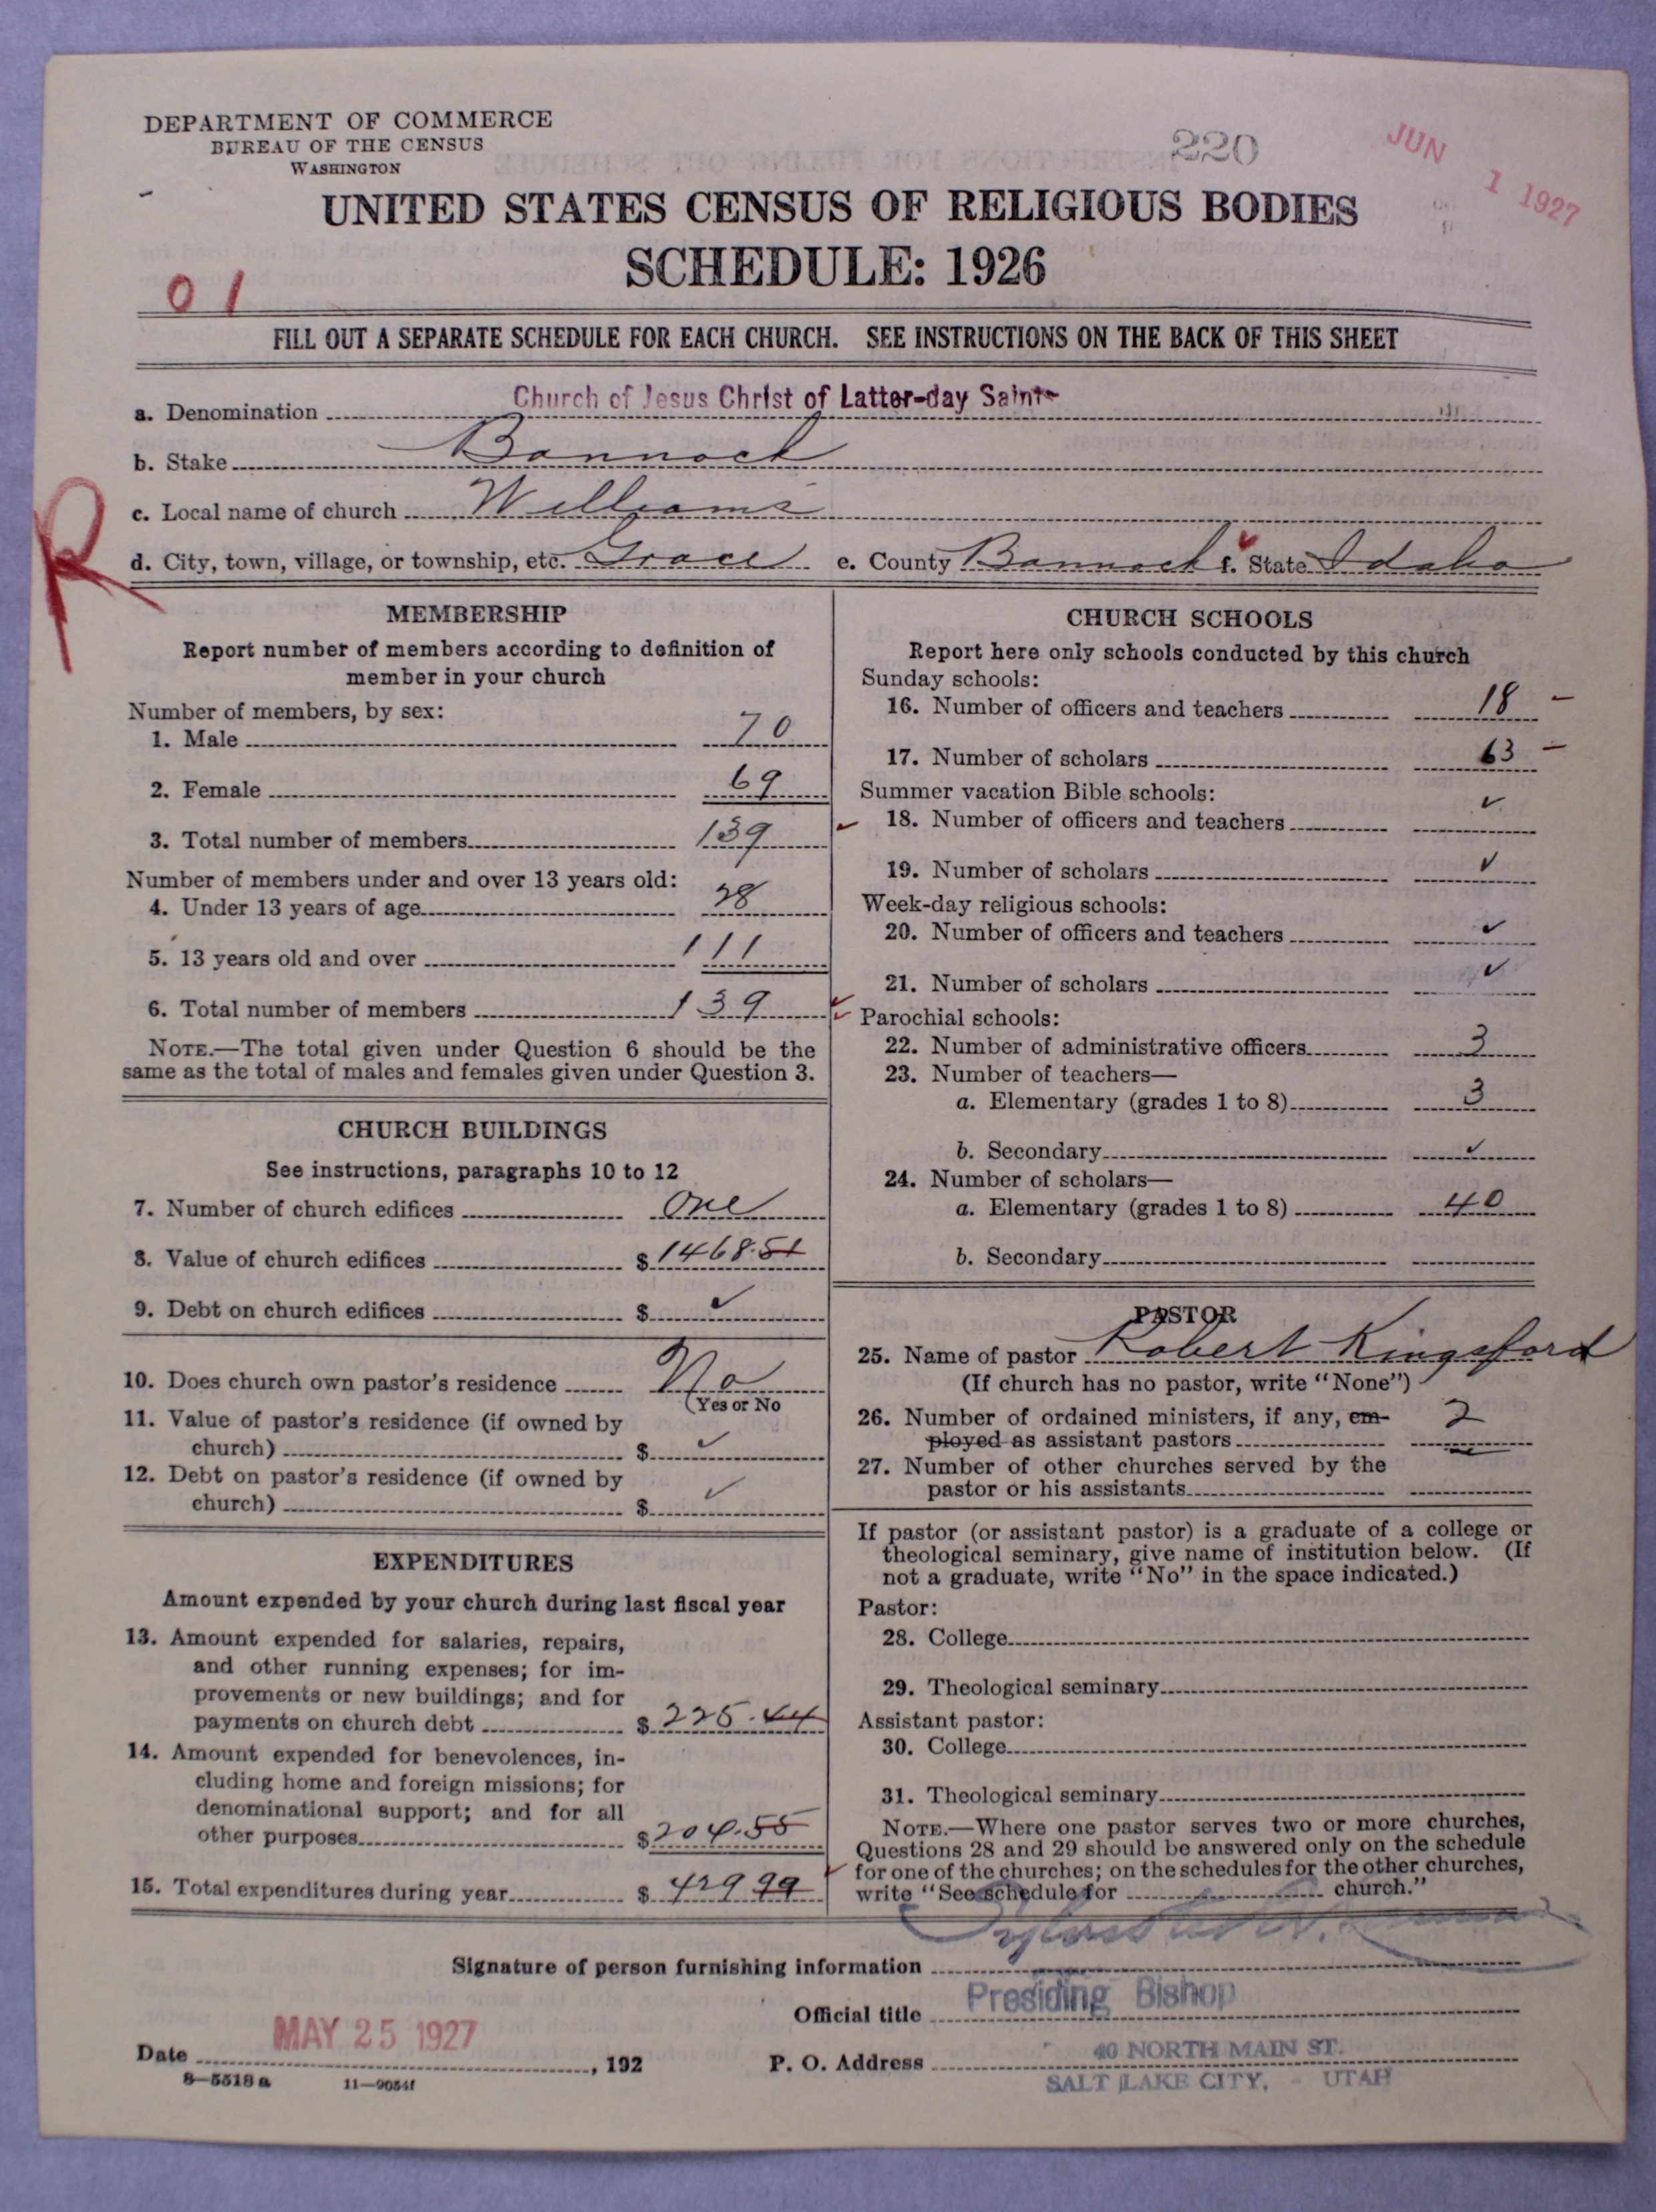 DEPARTMENT OF COMMERCE
BUREAU OF THE CENSUS
WASHINGTON
220
JUN 1 1927
UNITED STATES CENSUS OF RELIGIOUS BODIES
SCHEDULE: 1926
01
FILL OUT A SEPARATE SCHEDULE FOR EACH CHURCH. SEE INSTRUCTIONS ON THE BACK OF THIS SHEET
a. Denomination Church of Jesus Christ of Latter-day Saints
b. Stake Bannock
R
c. Local name of church Williams
d. City, town, village, or township, etc. Grace e. County Bannock f. State Idaho
MEMBERSHIP
Report number of members according to definition of
member in your church
Number of members, by sex:
1. Male 70
2. Female 69
3. Total number of members 139
Number of members under and over 13 years old:
4. Under 13 years of age 28
5. 13 years old and over 111
6. Total number of members 139
NOTE.—The total given under Question 6 should be the
same as the total of males and females given under Question 3.
CHURCH BUILDINGS
See instructions, paragraphs 10 to 12
7. Number of church edifices One
8. Value of church edifices $ 1468.51
9. Debt on church edifices $ ✓
10. Does church own pastor's residence No
(Yes or No
11. Value of pastor's residence (if owned by
church) $ ✓
12. Debt on pastor's residence (if owned by
church) $ ✓
EXPENDITURES
Amount expended by your church during last fiscal year
13. Amount expended for salaries, repairs,
and other running expenses; for im-
provements or new buildings; and for
payments on church debt $ 225.44
14. Amount expended for benevolences, in-
cluding home and foreign missions; for
denominational support; and for all
other purposes $ 204.55
15. Total expenditures during year $ 429 99
CHURCH SCHOOLS
Report here only schools conducted by this church
Sunday schools:
16. Number of officers and teachers 18
17. Number of scholars 63
Summer vacation Bible schools:
18. Number of officers and teachers ✓
19. Number of scholars ✓
Week-day religious schools:
20. Number of officers and teachers ✓
21. Number of scholars ✓
Parochial schools:
22. Number of administrative officers 3
23. Number of teachers—
a. Elementary (grades 1 to 8) 3
b. Secondary ✓
24. Number of scholars—
a. Elementary (grades 1 to 8) 40
b. Secondary
PASTOR
25. Name of pastor Robert Kingsford
(If church has no pastor, write "None")
26. Number of ordained ministers, if any, em-
ployed as assistant pastors 2
27. Number of other churches served by the
pastor or his assistants
If pastor (or assistant pastor) is a graduate of a college or
theological seminary, give name of institution below. (If
not a graduate, write "No" in the space indicated.)
Pastor:
28. College
29. Theological seminary
Assistant pastor:
30. College
31. Theological seminary
NOTE.—Where one pastor serves two or more churches,
Questions 28 and 29 should be answered only on the schedule
for one of the churches; on the schedules for the other churches,
write "See schedule for church."
Signature of person furnishing information
Official title Presiding Bishop
Date MAY 25 1927, 192
P. O. Address 40 NORTH MAIN ST.
SALT LAKE CITY, - UTAH
8—5518a 11—9054f